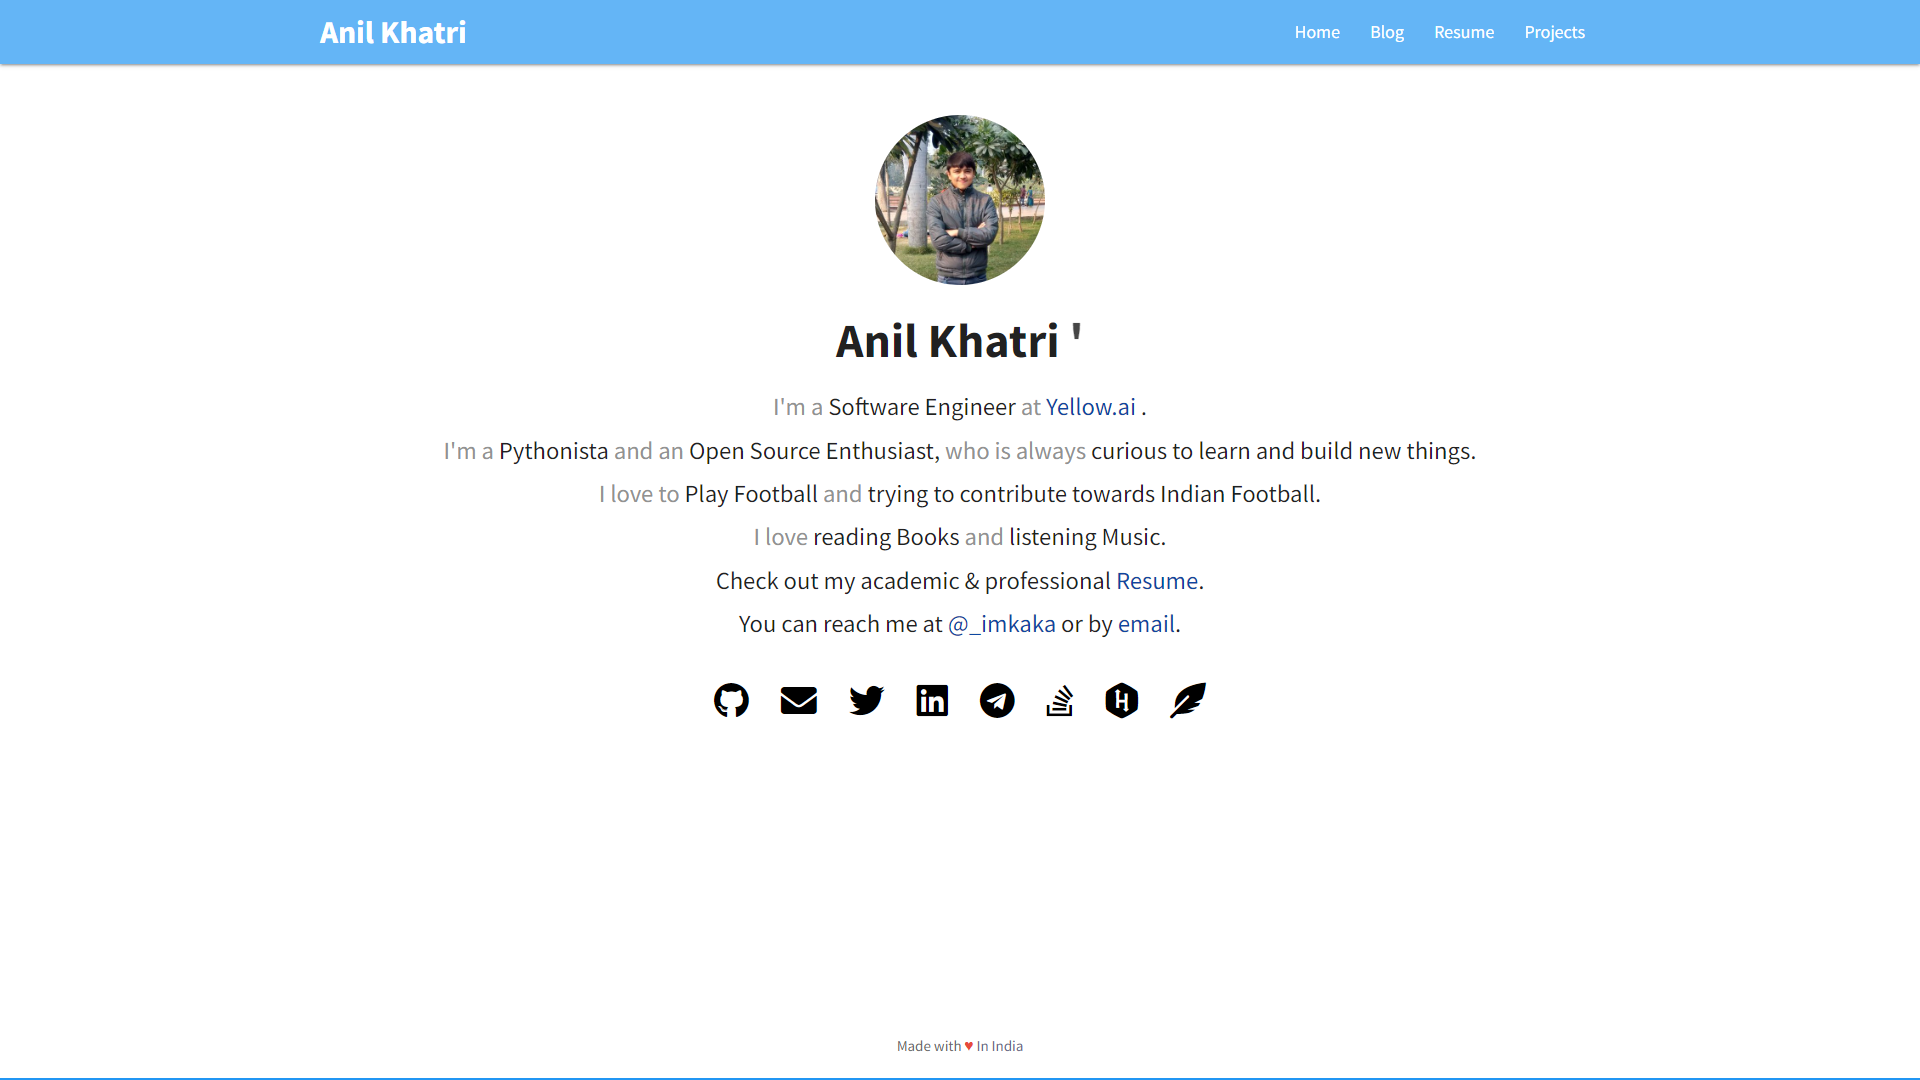 Anil Khatri
Home Blog Resume Projects
Anil Khatri '
I'm a Software Engineer at Yellow.ai .
I'm a Pythonista and an Open Source Enthusiast, who is always curious to learn and build new things.
I love to Play Football and trying to contribute towards Indian Football.
I love reading Books and listening Music.
Check out my academic & professional Resume.
You can reach me at @_imkaka or by email.
Made with ♥ In India